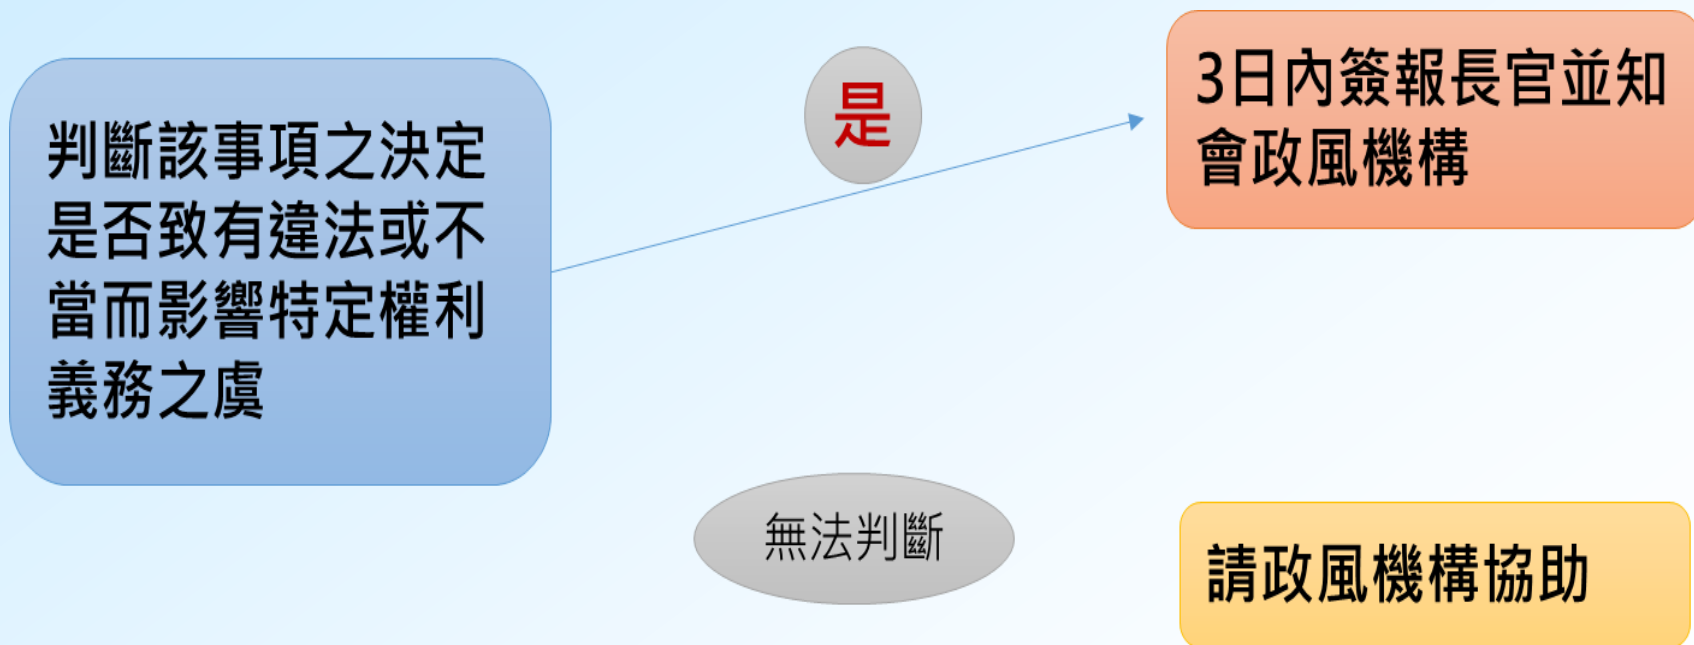 判斷該事項之決定
是否致有違法或不
當而影響特定權利
義務之虞
是
3日內簽報長官並知
會政風機構
無法判斷
請政風機構協助